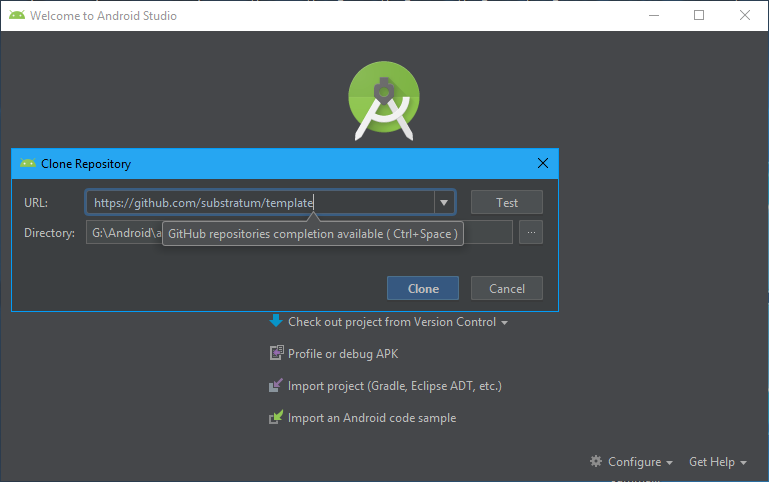 Welcome to Android Studio
Clone Repository
URL: https://github.com/substratum/template Test
GitHub repositories completion available ( Ctrl+Space )
Directory: G:\Android\a ...
Clone Cancel
Check out project from Version Control
Profile or debug APK
Import project (Gradle, Eclipse ADT, etc.)
Import an Android code sample
Configure Get Help